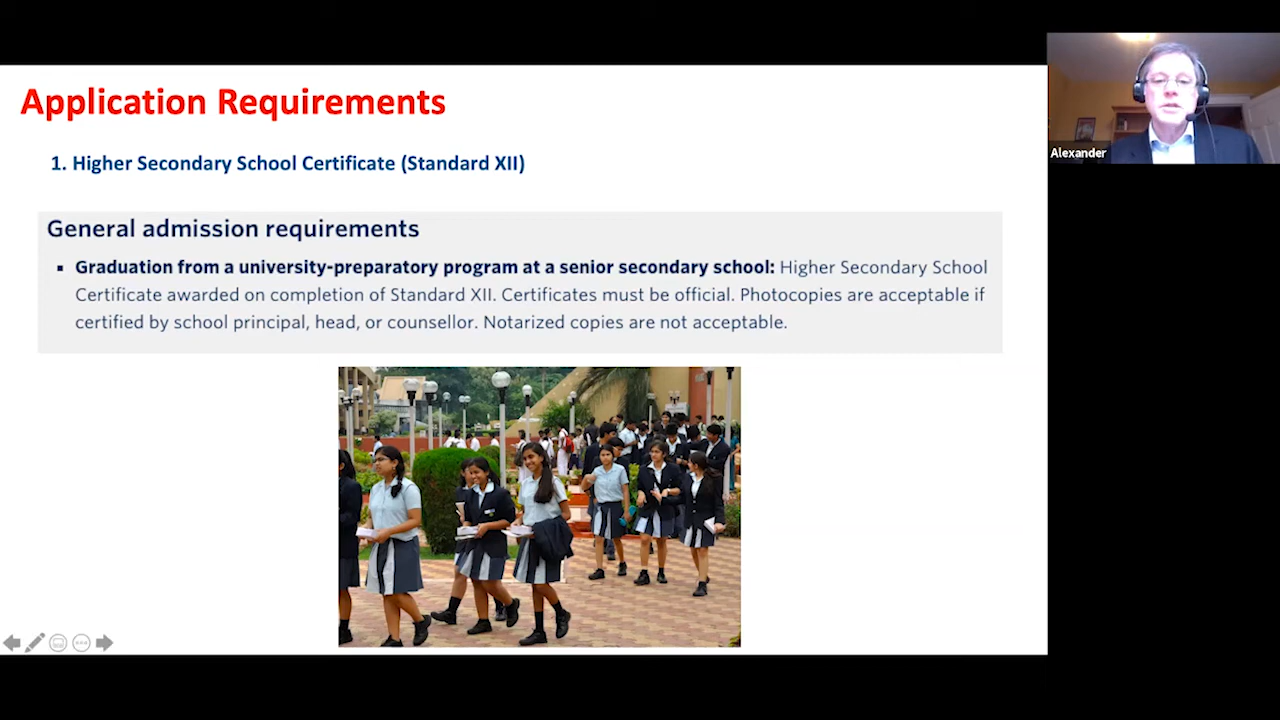 Application Requirements
1. Higher Secondary School Certificate (Standard XII)
General admission requirements
▪ Graduation from a university-preparatory program at a senior secondary school: Higher Secondary School
Certificate awarded on completion of Standard XII. Certificates must be official. Photocopies are acceptable if
certified by school principal, head, or counsellor. Notarized copies are not acceptable.
Alexander